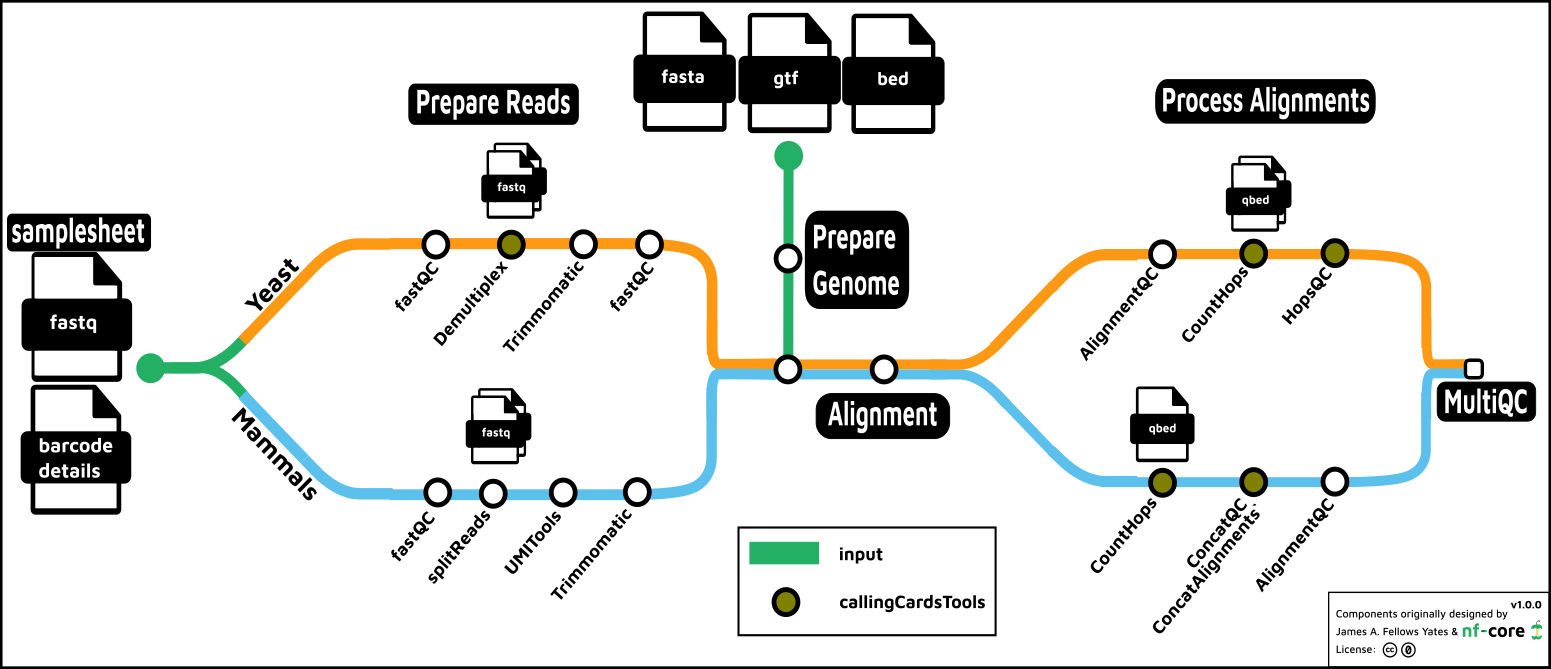 samplesheet
fastq
barcode
details
Yeast
Mammals
Prepare Reads
fastq
fastQC
Demultiplex
Trimmomatic
fastQC
fastq
fastQC
splitReads
UMITools
Trimmomatic
fasta
gtf
bed
Prepare
Genome
Alignment
Process Alignments
qbed
AlignmentQC
CountHops
HopsQC
qbed
CountHops
ConcatQC
ConcatAlignments
AlignmentQC
MultiQC
input
callingCardsTools
v1.0.0
Components originally designed by
James A. Fellows Yates & nf-core
License: cc 0